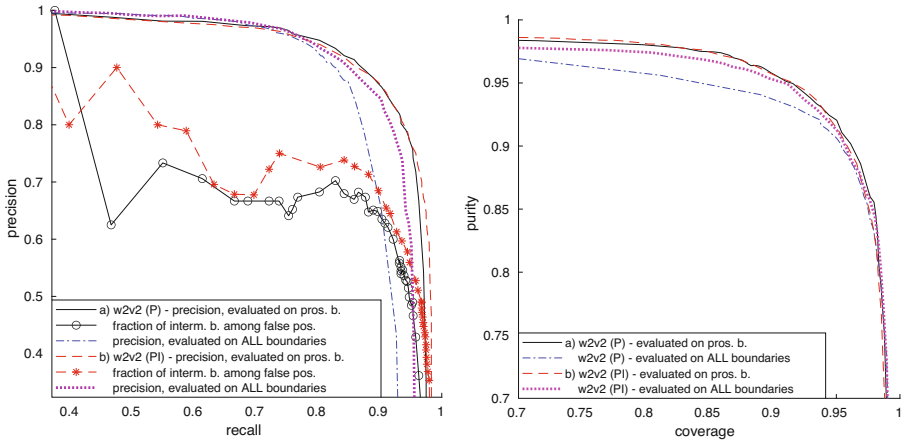 1
0.9
0.8
0.7
0.6
0.5
0.4
precision
a) w2v2 (P) - precision, evaluated on pros. b.
fraction of interm. b. among false pos.
precision, evaluated on ALL boundaries
b) w2v2 (PI) - precision, evaluated on pros. b.
fraction of interm. b. among false pos.
precision, evaluated on ALL boundaries
0.4 0.5 0.6 0.7 0.8 0.9 1
recall
1
0.95
0.9
0.85
0.8
0.75
0.7
purity
a) w2v2 (P) - evaluated on pros. b.
w2v2 (P) - evaluated on ALL boundaries
b) w2v2 (PI) - evaluated on pros. b.
w2v2 (PI) - evaluated on ALL boundaries
0.7 0.8 0.9 0.95 1
coverage